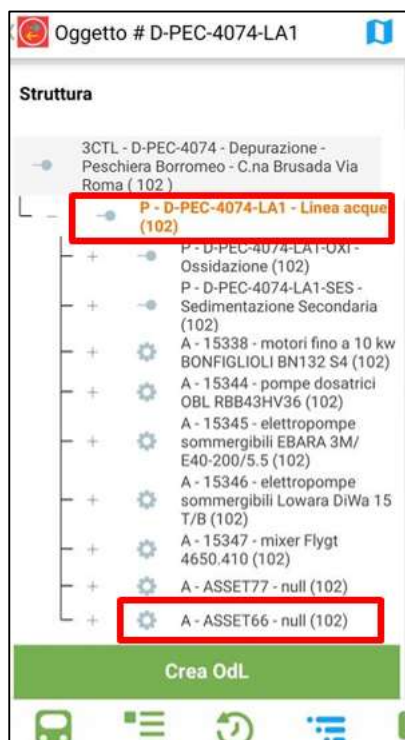 Oggetto # D-PEC-4074-LA1
Struttura
3CTL - D-PEC-4074 - Depurazione -
Peschiera Borromeo - C.na Brusada Via
Roma ( 102 )
P - D-PEC-4074-LA1 - Linea acque
(102)
P - D-PEC-4074-LA1-OXI -
Ossidazione (102)
P - D-PEC-4074-LA1-SES -
Sedimentazione Secondaria
(102)
A - 15338 - motori fino a 10 kw
BONFIGLIOLI BN132 S4 (102)
A - 15344 - pompe dosatrici
OBL RBB43HV36 (102)
A - 15345 - elettropompe
sommergibili EBARA 3M/
E40-200/5.5 (102)
A - 15346 - elettropompe
sommergibili Lowara DiWa 15
T/B (102)
A - 15347 - mixer Flygt
4650.410 (102)
A - ASSET77 - null (102)
A - ASSET66 - null (102)
Crea OdL